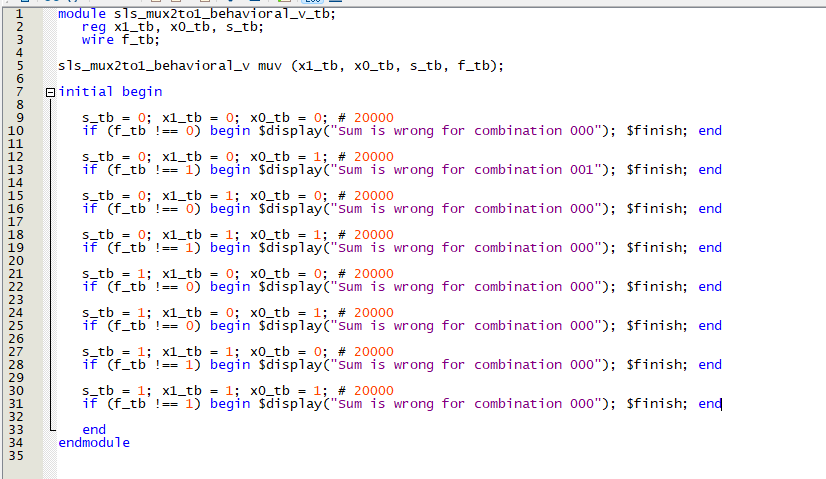 1 module sls_mux2to1_behavioral_v_tb;
2 reg x1_tb, x0_tb, s_tb;
3 wire f_tb;
4
5 sls_mux2to1_behavioral_v muv (x1_tb, x0_tb, s_tb, f_tb);
6
7 initial begin
8
9 s_tb = 0; x1_tb = 0; x0_tb = 0; # 20000
10 if (f_tb !== 0) begin $display("Sum is wrong for combination 000"); $finish; end
11
12 s_tb = 0; x1_tb = 0; x0_tb = 1; # 20000
13 if (f_tb !== 1) begin $display("Sum is wrong for combination 001"); $finish; end
14
15 s_tb = 0; x1_tb = 1; x0_tb = 0; # 20000
16 if (f_tb !== 0) begin $display("Sum is wrong for combination 000"); $finish; end
17
18 s_tb = 0; x1_tb = 1; x0_tb = 1; # 20000
19 if (f_tb !== 1) begin $display("Sum is wrong for combination 000"); $finish; end
20
21 s_tb = 1; x1_tb = 0; x0_tb = 0; # 20000
22 if (f_tb !== 0) begin $display("Sum is wrong for combination 000"); $finish; end
23
24 s_tb = 1; x1_tb = 0; x0_tb = 1; # 20000
25 if (f_tb !== 0) begin $display("Sum is wrong for combination 000"); $finish; end
26
27 s_tb = 1; x1_tb = 1; x0_tb = 0; # 20000
28 if (f_tb !== 1) begin $display("Sum is wrong for combination 000"); $finish; end
29
30 s_tb = 1; x1_tb = 1; x0_tb = 1; # 20000
31 if (f_tb !== 1) begin $display("Sum is wrong for combination 000"); $finish; end
32
33 end
34 endmodule
35